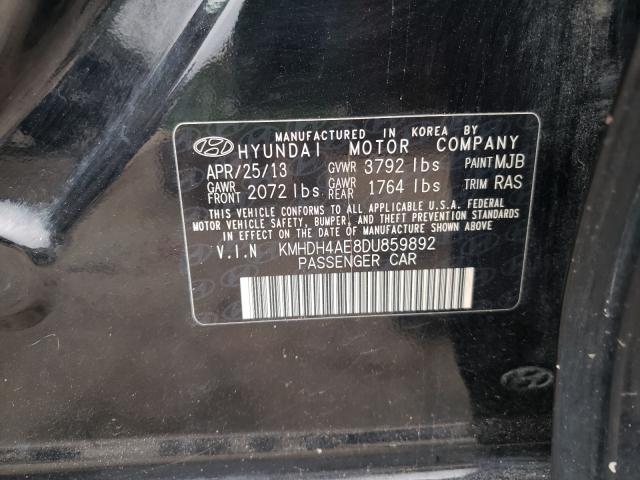 MANUFACTURED IN KOREA BY
HYUNDAI MOTOR COMPANY
APR/25/13 GVWR 3792 lbs PAINT MJB
GAWR FRONT 2072 lbs GAWR REAR 1764 lbs TRIM RAS
THIS VEHICLE CONFORMS TO ALL APPLICABLE U.S.A. FEDERAL
MOTOR VEHICLE SAFETY, BUMPER, AND THEFT PREVENTION STANDARDS
IN EFFECT ON THE DATE OF MANUFACTURE SHOWN ABOVE.
V.I.N KMHDH4AE8DU859892
PASSENGER CAR